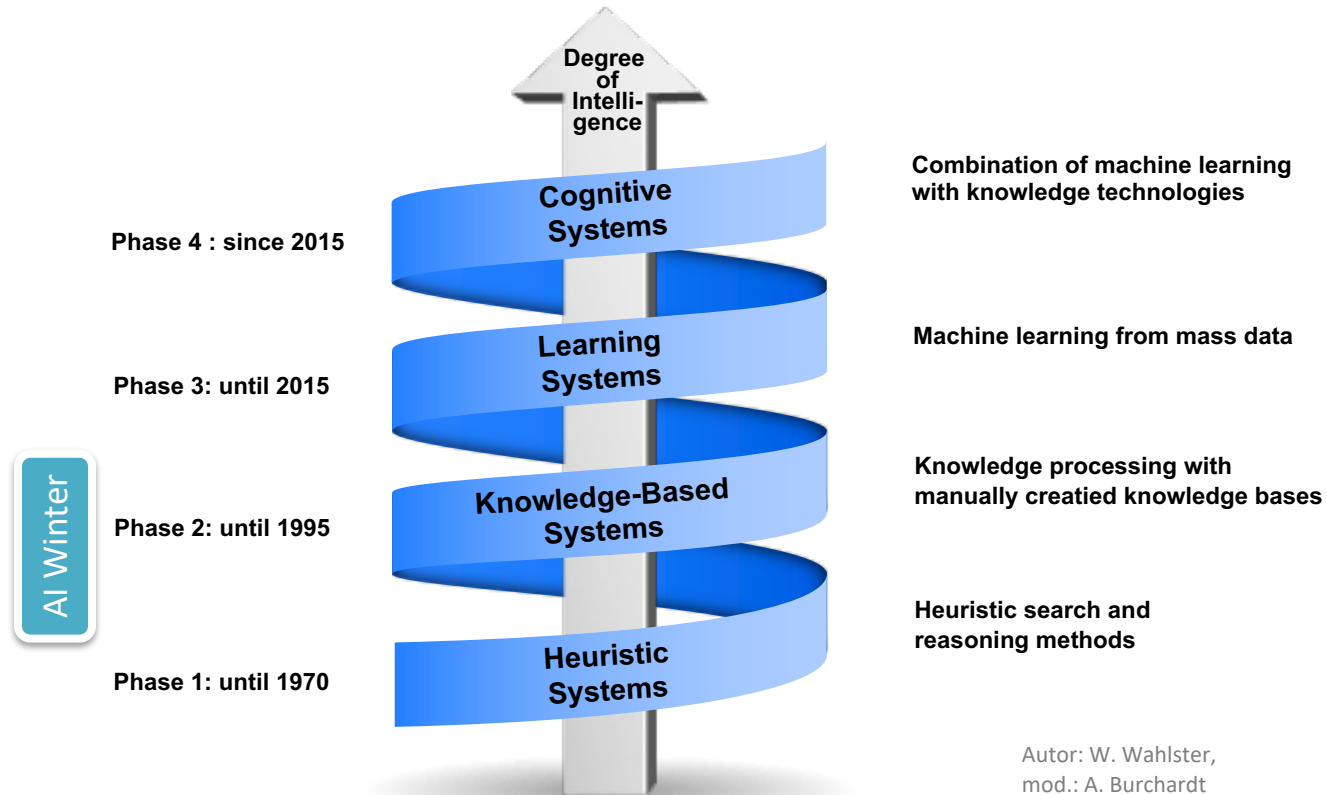 Degree
of
Intelli-
gence
Cognitive
Systems
Combination of machine learning
with knowledge technologies
Phase 4 : since 2015
Learning
Systems
Machine learning from mass data
Phase 3: until 2015
Knowledge-Based
Systems
Knowledge processing with
manually creatied knowledge bases
Phase 2: until 1995
AI Winter
Heuristic
Systems
Heuristic search and
reasoning methods
Phase 1: until 1970
Autor: W. Wahlster,
mod.: A. Burchardt